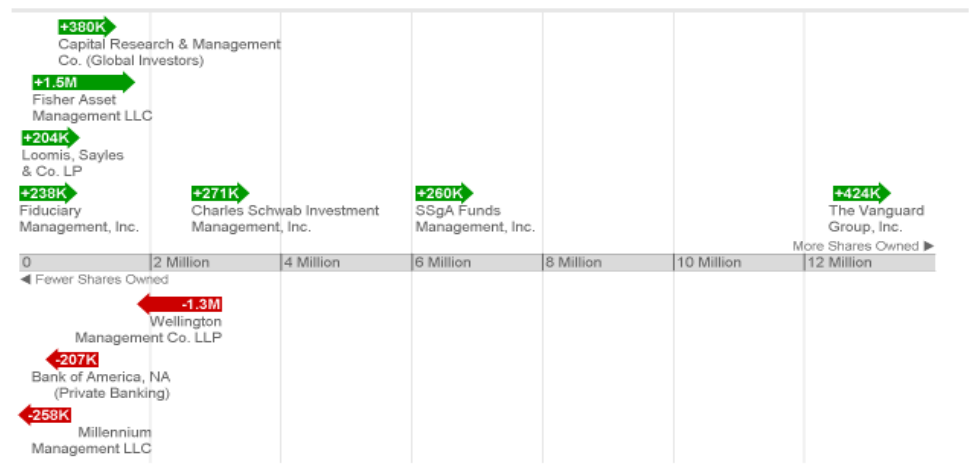 +380K
Capital Research & Management
Co. (Global Investors)
+1.5M
Fisher Asset
Management LLC
+204K
Loomis, Sayles
& Co. LP
+238K
Fiduciary
Management, Inc.
+271K
Charles Schwab Investment
Management, Inc.
+260K
SSgA Funds
Management, Inc.
+424K
The Vanguard
Group, Inc.
More Shares Owned ▶
0 2 Million 4 Million 6 Million 8 Million 10 Million 12 Million
◀ Fewer Shares Owned
-1.3M
Wellington
Management Co. LLP
-207K
Bank of America, NA
(Private Banking)
-258K
Millennium
Management LLC